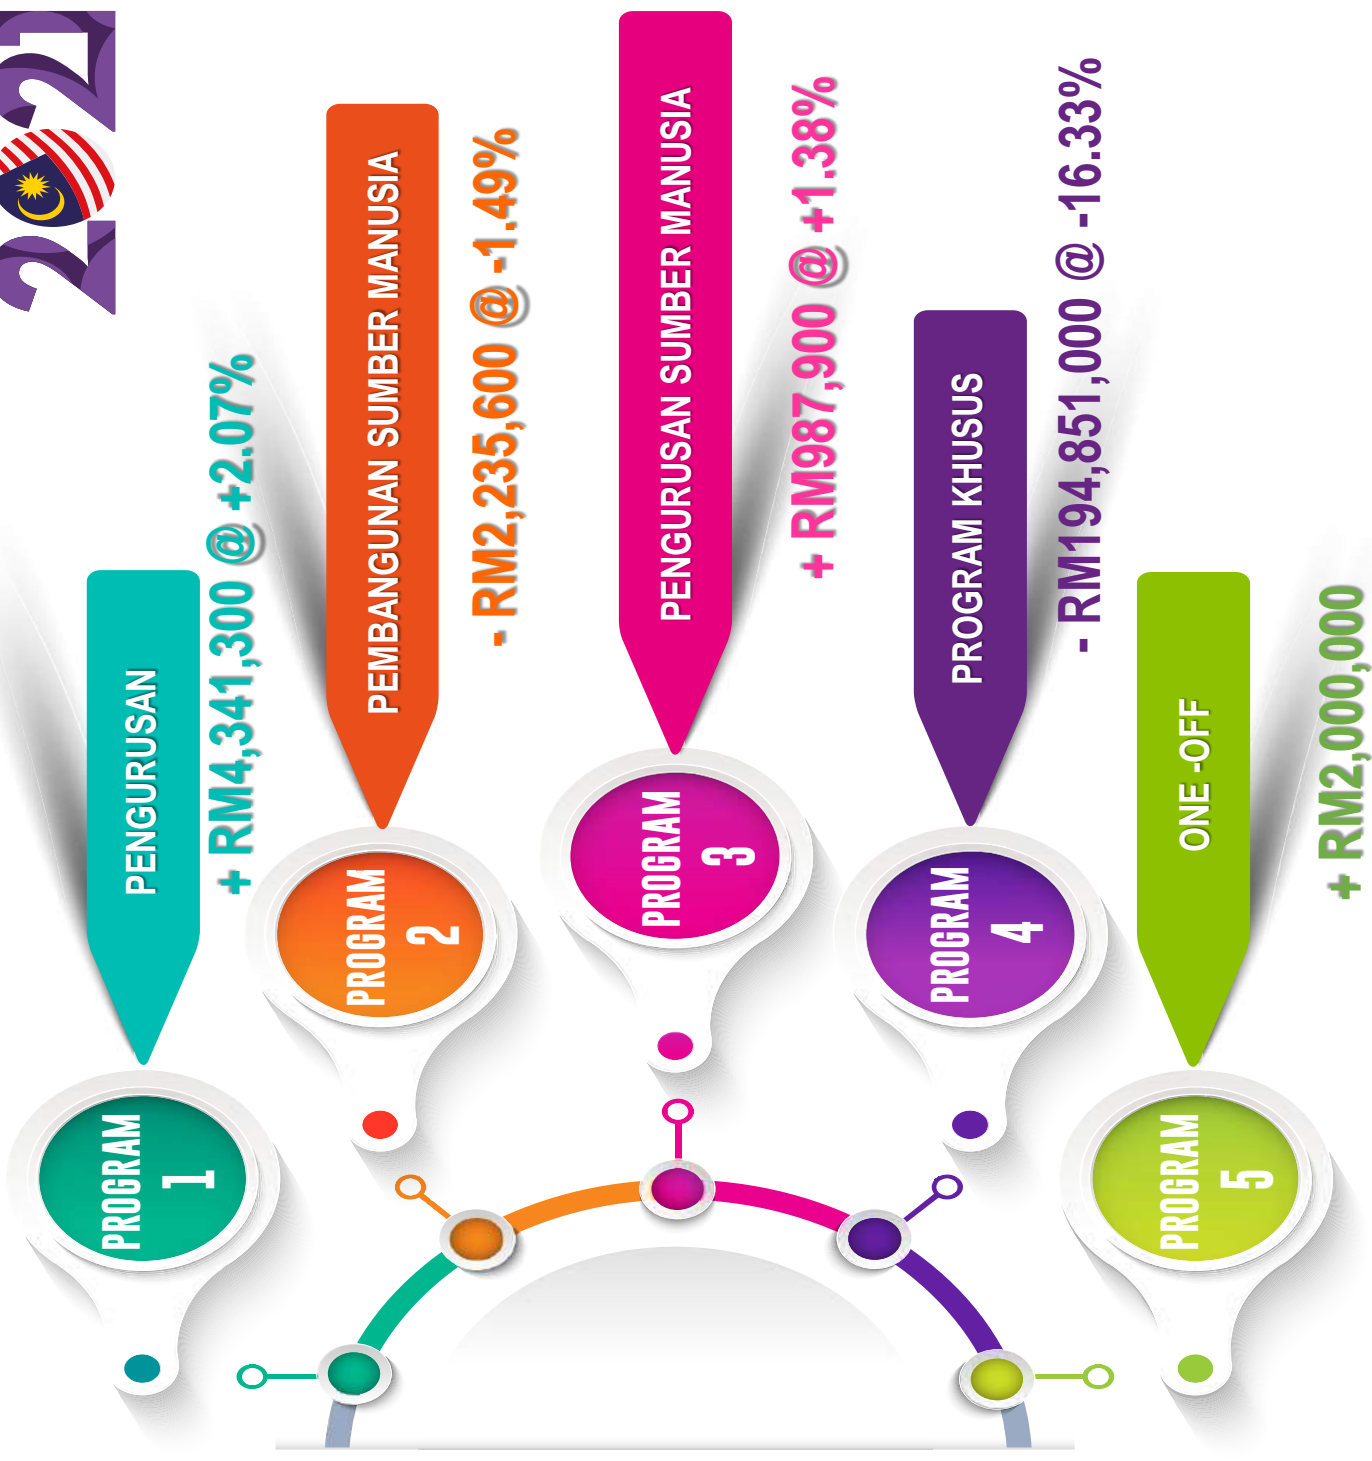 2021
PROGRAM
1
PENGURUSAN
+ RM4,341,300 @ +2.07%
PROGRAM
2
PEMBANGUNAN SUMBER MANUSIA
- RM2,235,600 @ -1.49%
PROGRAM
3
PENGURUSAN SUMBER MANUSIA
+ RM987,900 @ +1.38%
PROGRAM
4
PROGRAM KHUSUS
- RM194,851,000 @ -16.33%
PROGRAM
5
ONE -OFF
+ RM2,000,000